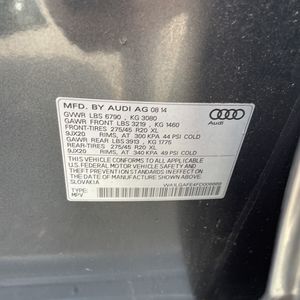 MFD. BY AUDI AG 08 14
GVWR LBS 6790 , KG 3080
GAWR FRONT LBS 3219 , KG 1460
FRONT-TIRES 275/45 R20 XL
9JX20 RIMS, AT 300 KPA 44 PSI COLD
GAWR REAR LBS 3913 , KG 1775
REAR-TIRES 275/45 R20 XL
9JX20 RIMS, AT 340 KPA 49 PSI COLD
Audi
THIS VEHICLE CONFORMS TO ALL APPLICABLE
U.S. FEDERAL MOTOR VEHICLE SAFETY AND
THEFT PREVENTION STANDARDS IN EFFECT ON
THE DATE OF MANUFACTURE SHOWN ABOVE
SLOVAKIA
TYPE:
MPV